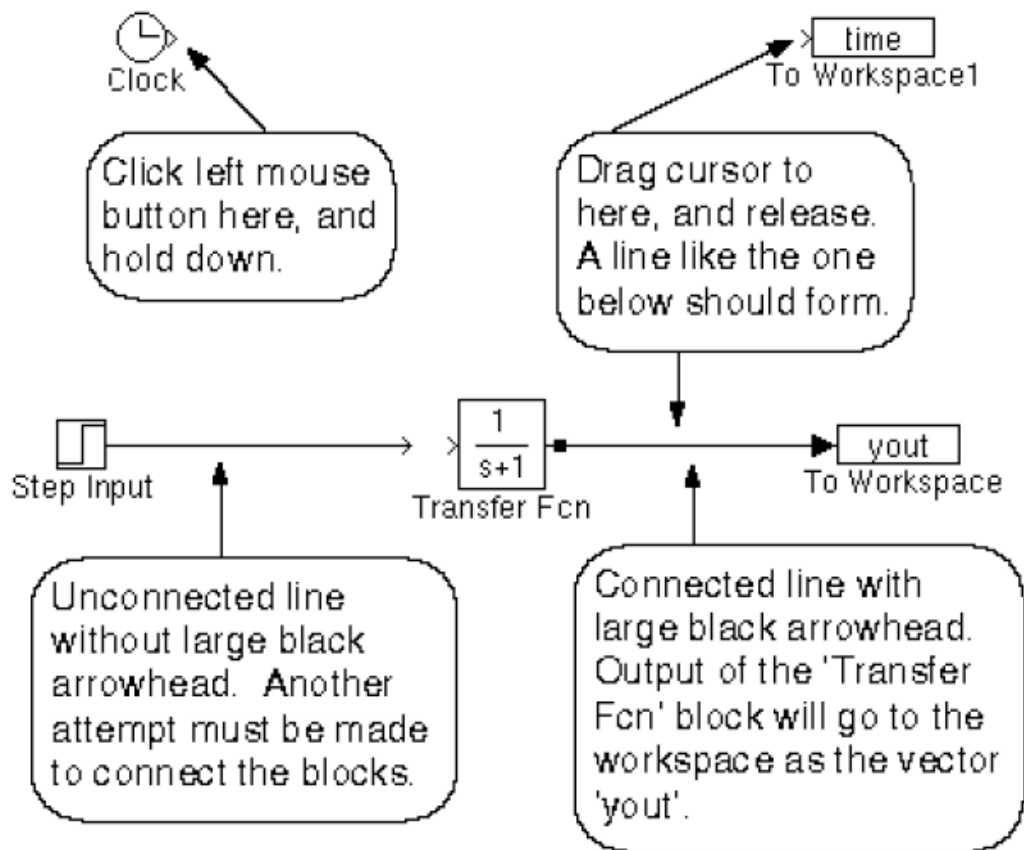 time
Clock
To Workspace1
Click left mouse
button here, and
hold down.
Drag cursor to
here, and release.
A line like the one
below should form.
1
s+1
yout
Step Input
Transfer Fcn
To Workspace
Unconnected line
without large black
arrowhead. Another
attempt must be made
to connect the blocks.
Connected line with
large black arrowhead.
Output of the 'Transfer
Fcn' block will go to the
workspace as the vector
'yout'.